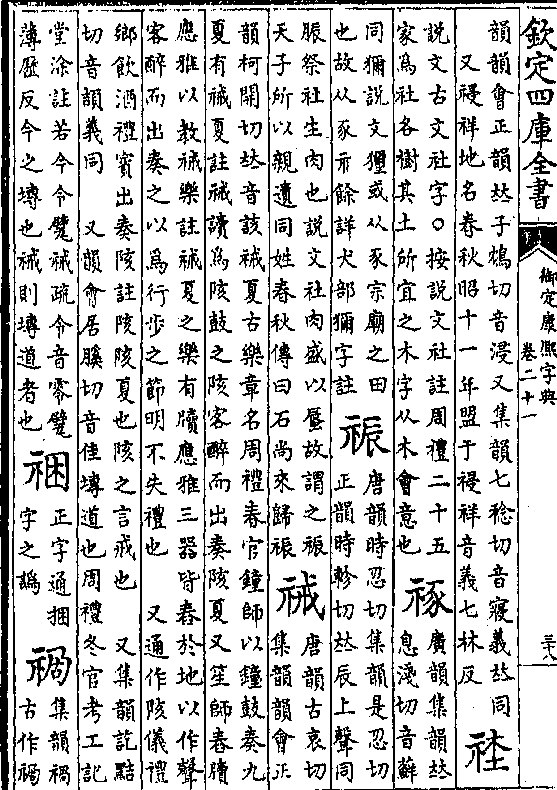 欽定四庫全書
御定康熙字典
卷二十一
三十八
韻韻會正韻𠀤子鴆切音浸又集韻七稔切音寢義𠀤同
又祲祥地名春秋昭十一年盟于祲祥音義七林反
𥙭
説文古文社字○按説文社註周禮二十五
家爲社各樹其土所宜之木字从木會意也
廣韻集韻𠀤
息淺切音蘚
同獮説文玁或从豕宗廟之田
也故从豕示餘詳犬部獮字註
祳
唐韻時忍切集韻是忍切
正韻時軫切𠀤辰上聲同
脤祭社生肉也説文社肉盛以蜃故謂之祳
天子所以親遺同姓春秋傳曰石尚來歸祳
祴
唐韻古哀切
集韻韻會正
韻柯開切𠀤音該祴夏古樂章名周禮春官鐘師以鐘鼓奏九
夏有祴夏註祴讀爲陔鼓之陔客醉而出奏陔夏又笙師舂牘
應雅以教祴樂註祴夏之樂有牘應雅三器皆舂於地以作聲
客醉而出奏之以爲行步之節明不失禮也 又通作陔儀禮
鄉飲酒禮賓出奏陔註陔陔夏也陔之言戒也 又集韻訖黠
切音韻義同 又韻會居腠切音佳塼道也周禮冬官考工記
堂涂註若今令甓祴疏令音零甓
薄歷反今之塼也祴則塼道者也
正字通捆
字之譌
禍
集韻禍
古作禍